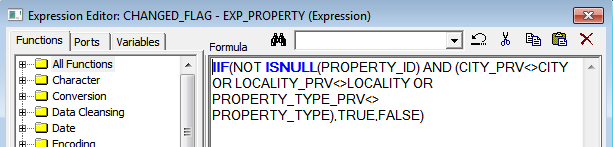 Expression Editor: CHANGED_FLAG - EXP_PROPERTY (Expression)
Functions Ports Variables
Formula
All Functions
Character
Conversion
Data Cleansing
Date
Encoding
IIF(NOT ISNULL(PROPERTY_ID) AND (CITY_PRV<>CITY
OR LOCALITY_PRV<>LOCALITY OR
PROPERTY_TYPE_PRV<>
PROPERTY_TYPE),TRUE,FALSE)